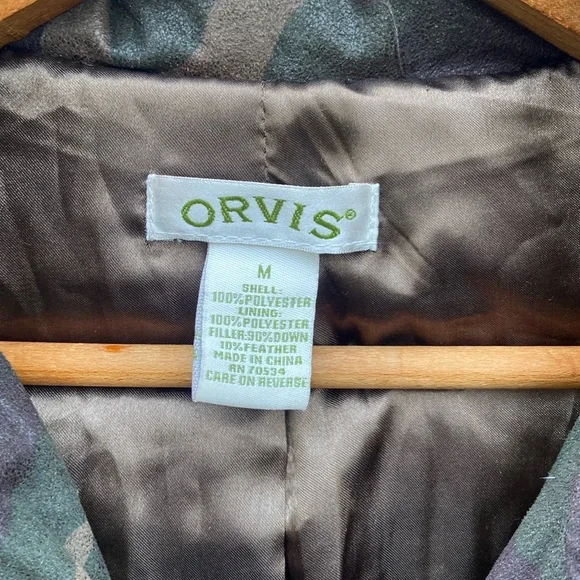 ORVIS®
M
SHELL:
100%POLYESTER
LINING:
100%POLYESTER
FILLER:90%DOWN
10%FEATHER
MADE IN CHINA
RN 70534
CARE ON REVERSE